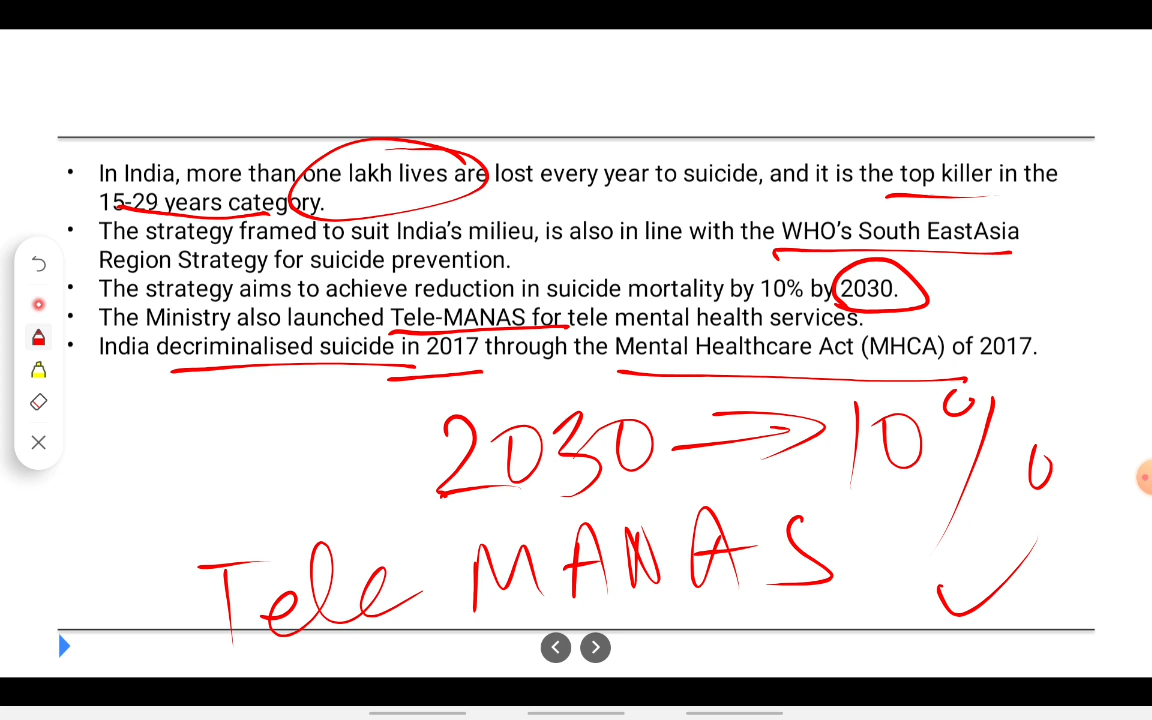 • In India, more than one lakh lives are lost every year to suicide, and it is the top killer in the
15-29 years category.
• The strategy framed to suit India's milieu, is also in line with the WHO's South EastAsia
Region Strategy for suicide prevention.
• The strategy aims to achieve reduction in suicide mortality by 10% by 2030.
• The Ministry also launched Tele-MANAS for tele mental health services.
• India decriminalised suicide in 2017 through the Mental Healthcare Act (MHCA) of 2017.
2030 → 10%
Tele MANAS